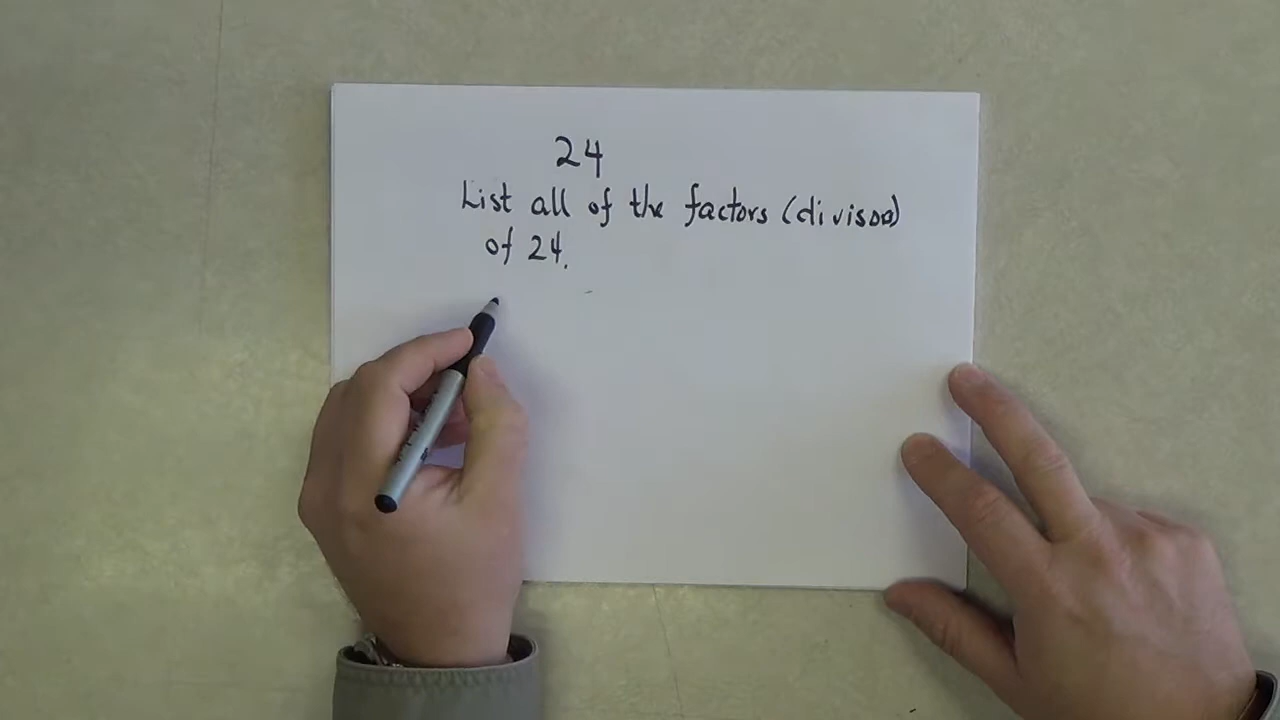 24
List all of the factors (divisors)
of 24.